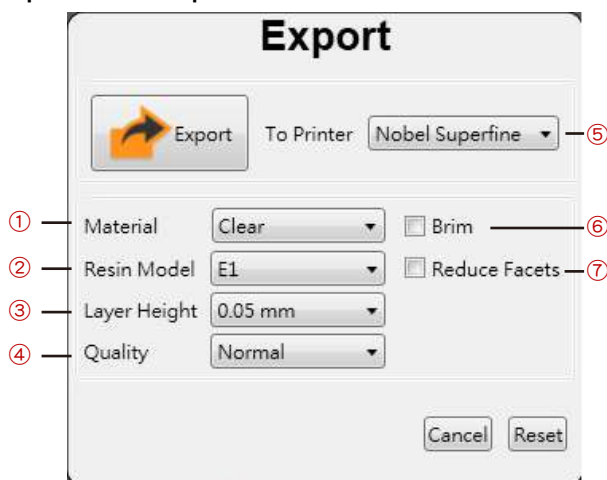 Export
Export To Printer Nobel Superfine ⑤
① Material Clear Brim ⑥
② Resin Model E1 Reduce Facets ⑦
③ Layer Height 0.05 mm
④ Quality Normal
Cancel Reset